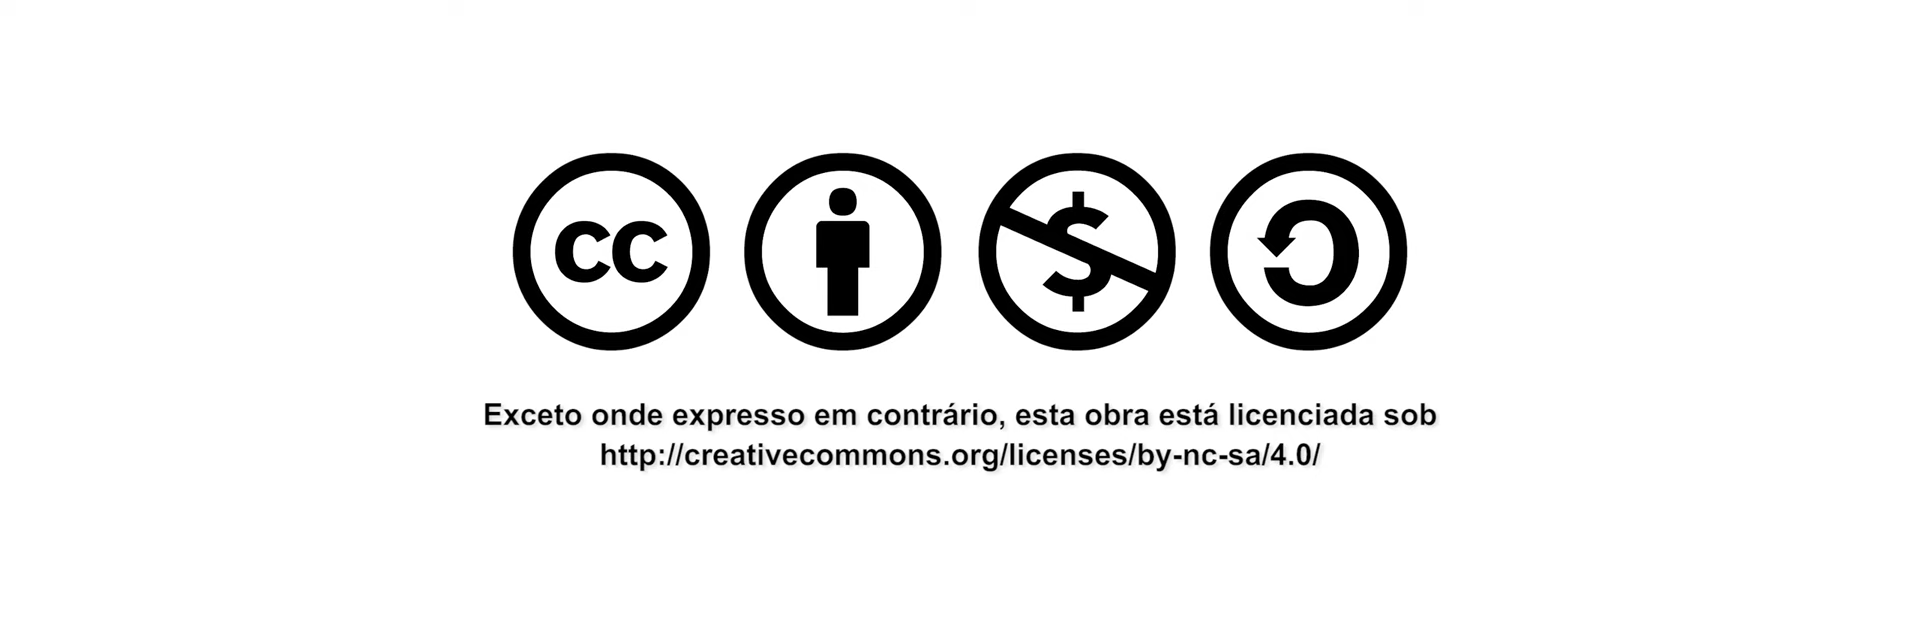 cc
$
Exceto onde expresso em contrário, esta obra está licenciada sob
http://creativecommons.org/licenses/by-nc-sa/4.0/